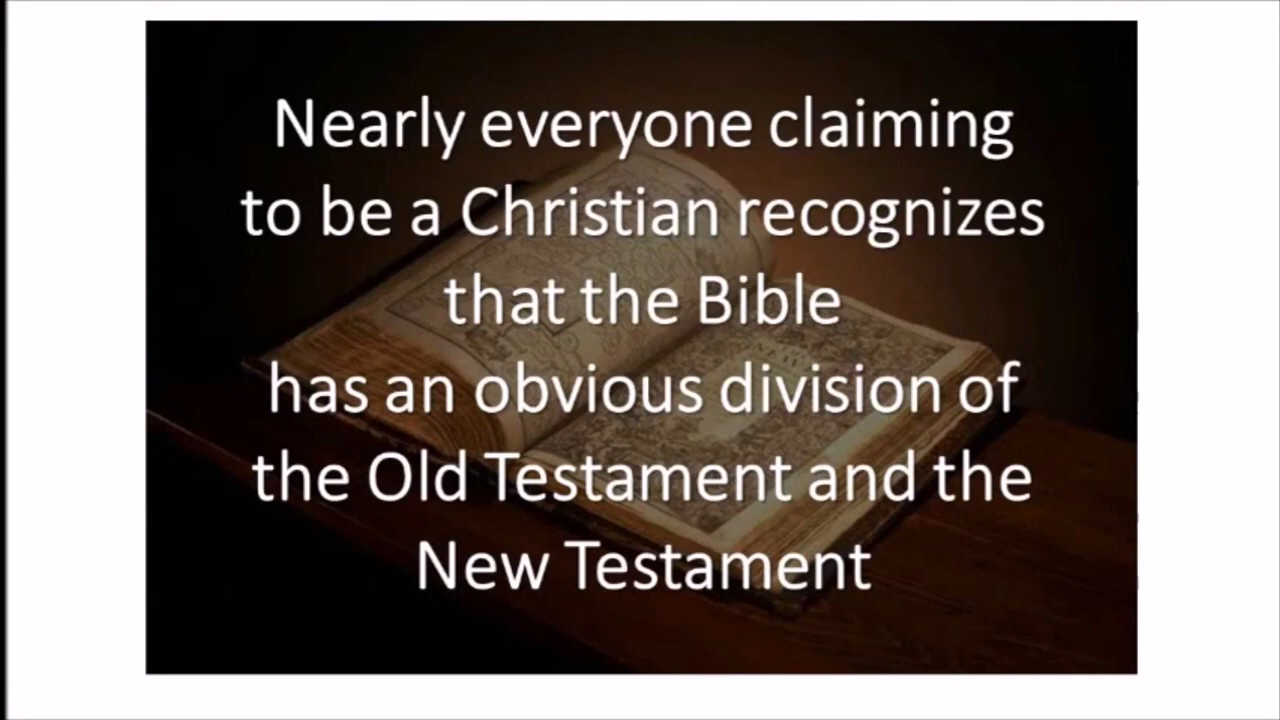 Nearly everyone claiming
to be a Christian recognizes
that the Bible
has an obvious division of
the Old Testament and the
New Testament